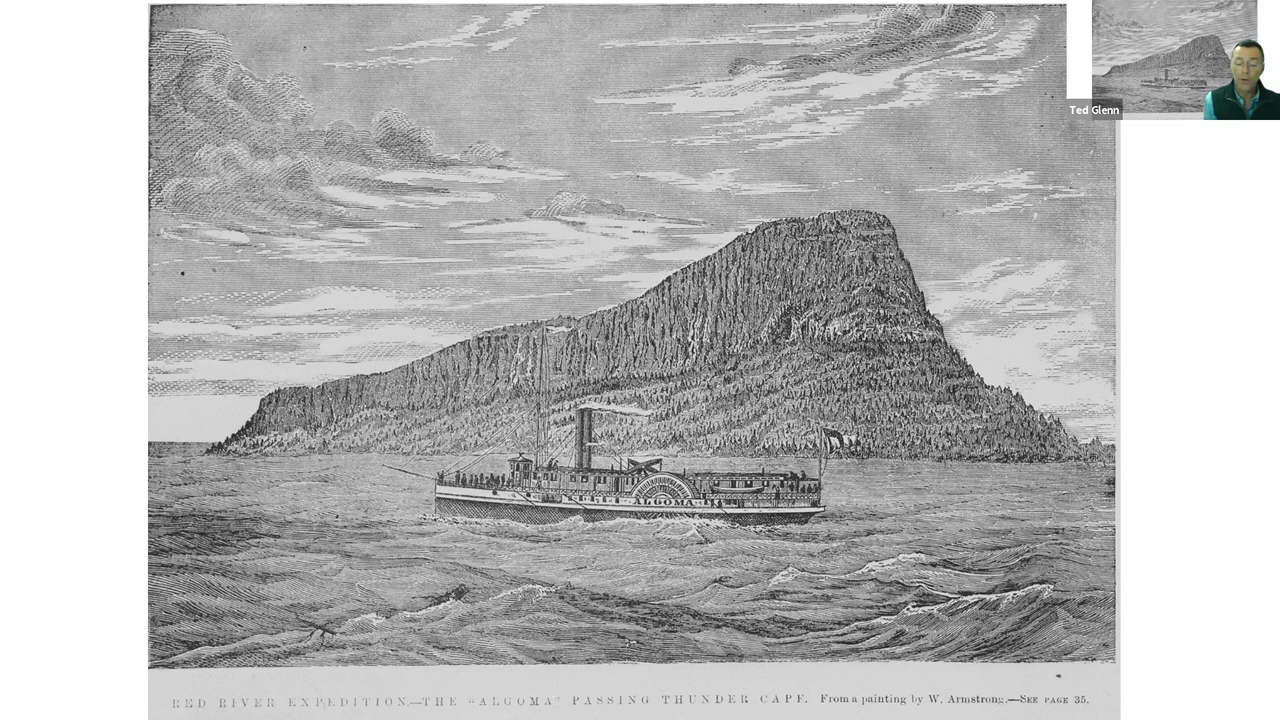 Ted Glenn
ALGOMA
RED RIVER EXPEDITION.—THE "ALGOMA" PASSING THUNDER CAPE. From a painting by W. Armstrong.—SEE PAGE 35.